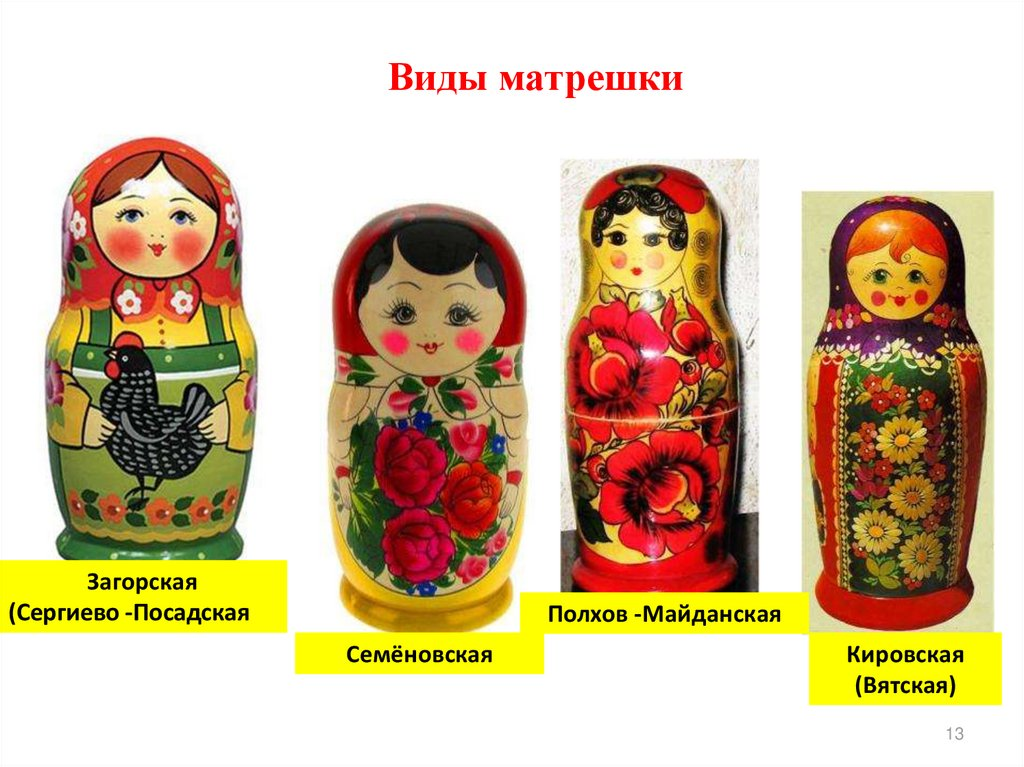 Виды матрешки
Загорская
(Сергиево -Посадская
Семёновская
Полхов -Майданская
Кировская
(Вятская)
13